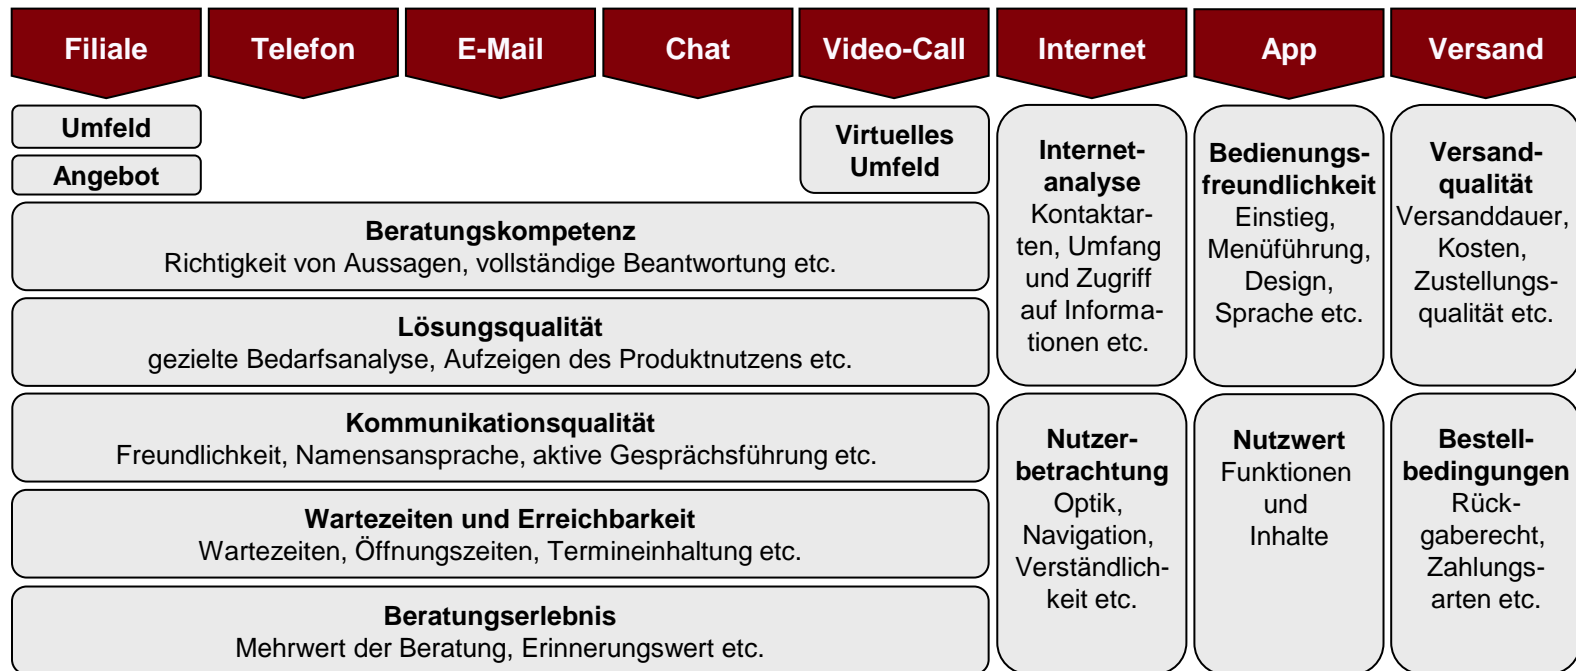 Filiale
Telefon
E-Mail
Chat
Video-Call
Internet
App
Versand
Umfeld
Angebot
Virtuelles
Umfeld
Beratungskompetenz
Richtigkeit von Aussagen, vollständige Beantwortung etc.
Lösungsqualität
gezielte Bedarfsanalyse, Aufzeigen des Produktnutzens etc.
Kommunikationsqualität
Freundlichkeit, Namensansprache, aktive Gesprächsführung etc.
Wartezeiten und Erreichbarkeit
Wartezeiten, Öffnungszeiten, Termineinhaltung etc.
Beratungserlebnis
Mehrwert der Beratung, Erinnerungswert etc.
Internet-
analyse
Kontaktar-
ten, Umfang
und Zugriff
auf Informa-
tionen etc.
Nutzer-
betrachtung
Optik,
Navigation,
Verständlich-
keit etc.
Bedienungs-
freundlichkeit
Einstieg,
Menüführung,
Design,
Sprache etc.
Nutzwert
Funktionen
und
Inhalte
Versand-
qualität
Versanddauer,
Kosten,
Zustellungs-
qualität etc.
Bestell-
bedingungen
Rück-
gaberecht,
Zahlungs-
arten etc.